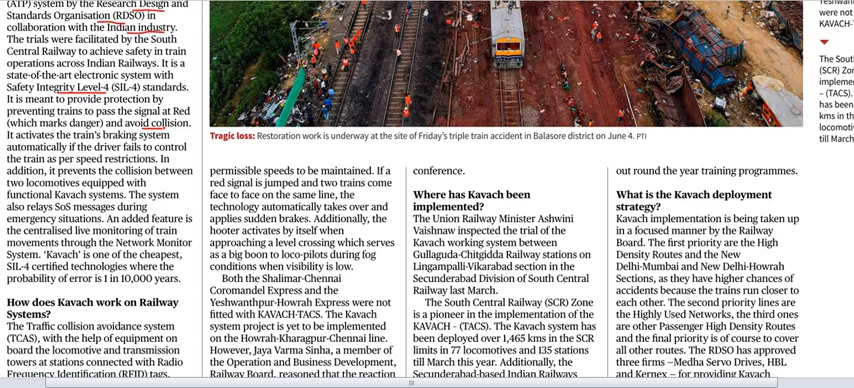 (ATP) system by the Research Design and
Standards Organisation (RDSO) in
collaboration with the Indian industry.
The trials were facilitated by the South
Central Railway to achieve safety in train
operations across Indian Railways. It is a
state-of-the-art electronic system with
Safety Integrity Level-4 (SIL-4) standards.
It is meant to provide protection by
preventing trains to pass the signal at Red
(which marks danger) and avoid collision.
It activates the train’s braking system
automatically if the driver fails to control
the train as per speed restrictions. In
addition, it prevents the collision between
two locomotives equipped with
functional Kavach systems. The system
also relays SoS messages during
emergency situations. An added feature is
the centralised live monitoring of train
movements through the Network Monitor
System. ‘Kavach’ is one of the cheapest,
SIL-4 certified technologies where the
probability of error is 1 in 10,000 years.
How does Kavach work on Railway
Systems?
The Traffic collision avoidance system
(TCAS), with the help of equipment on
board the locomotive and transmission
towers at stations connected with Radio
Frequency Identification (RFID) tags,
Tragic loss: Restoration work is underway at the site of Friday’s triple train accident in Balasore district on June 4. PTI
permissible speeds to be maintained. If a
red signal is jumped and two trains come
face to face on the same line, the
technology automatically takes over and
applies sudden brakes. Additionally, the
hooter activates by itself when
approaching a level crossing which serves
as a big boon to loco-pilots during fog
conditions when visibility is low.
Both the Shalimar-Chennai
Coromandel Express and the
Yeshwanthpur-Howrah Express were not
fitted with KAVACH-TACS. The Kavach
system project is yet to be implemented
on the Howrah-Kharagpur-Chennai line.
However, Jaya Varma Sinha, a member of
the Operation and Business Development,
Railway Board, reasoned that the reaction
conference.
Where has Kavach been
implemented?
The Union Railway Minister Ashwini
Vaishnaw inspected the trial of the
Kavach working system between
Gullaguda-Chitgidda Railway stations on
Lingampalli-Vikarabad section in the
Secunderabad Division of South Central
Railway last March.
The South Central Railway (SCR) Zone
is a pioneer in the implementation of the
KAVACH - (TACS). The Kavach system has
been deployed over 1,465 kms in the SCR
limits in 77 locomotives and 135 stations
till March this year. Additionally, the
Secunderabad-based Indian Railways
out round the year training programmes.
What is the Kavach deployment
strategy?
Kavach implementation is being taken up
in a focused manner by the Railway
Board. The first priority are the High
Density Routes and the New
Delhi-Mumbai and New Delhi-Howrah
Sections, as they have higher chances of
accidents because the trains run closer to
each other. The second priority lines are
the Highly Used Networks, the third ones
are other Passenger High Density Routes
and the final priority is of course to cover
all other routes. The RDSO has approved
three firms —Medha Servo Drives, HBL
and Kernex — for providing Kavach
were not
KAVACH-T
The Sout
(SCR) Zo
implemen
– (TACS).
has been
kms in th
locomotiv
till March